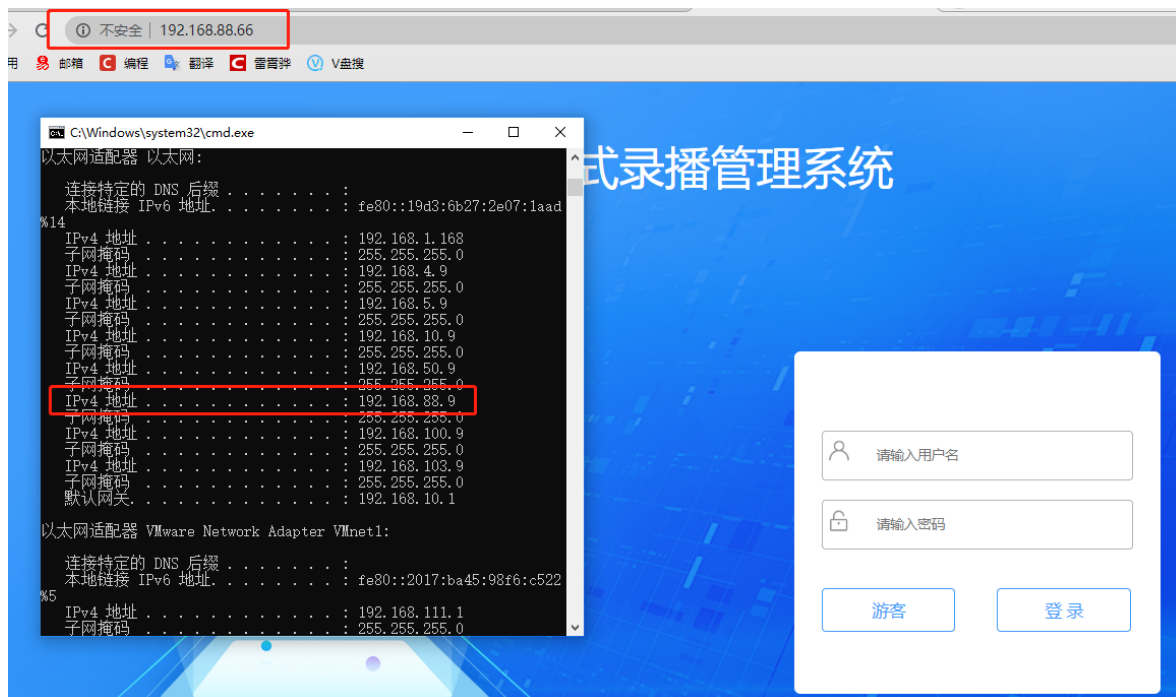 不安全 | 192.168.88.66
用 邮箱 编程 翻译 雷霄骅 V盘搜
C:\Windows\system32\cmd.exe
以太网适配器 以太网:
连接特定的 DNS 后缀 . . . . . . . :
本地链接 IPv6 地址. . . . . . . . : fe80::19d3:6b27:2e07:1aad
%14
IPv4 地址 . . . . . . . . . . . . : 192.168.1.168
子网掩码 . . . . . . . . . . . . : 255.255.255.0
IPv4 地址 . . . . . . . . . . . . : 192.168.4.9
子网掩码 . . . . . . . . . . . . : 255.255.255.0
IPv4 地址 . . . . . . . . . . . . : 192.168.5.9
子网掩码 . . . . . . . . . . . . : 255.255.255.0
IPv4 地址 . . . . . . . . . . . . : 192.168.10.9
子网掩码 . . . . . . . . . . . . : 255.255.255.0
IPv4 地址 . . . . . . . . . . . . : 192.168.50.9
子网掩码 . . . . . . . . . . . . : 255.255.255.0
IPv4 地址 . . . . . . . . . . . . : 192.168.88.9
子网掩码 . . . . . . . . . . . . : 255.255.255.0
IPv4 地址 . . . . . . . . . . . . : 192.168.100.9
子网掩码 . . . . . . . . . . . . : 255.255.255.0
IPv4 地址 . . . . . . . . . . . . : 192.168.103.9
子网掩码 . . . . . . . . . . . . : 255.255.255.0
默认网关. . . . . . . . . . . . . : 192.168.10.1
以太网适配器 VMware Network Adapter VMnet1:
连接特定的 DNS 后缀 . . . . . . . :
本地链接 IPv6 地址. . . . . . . . : fe80::2017:ba45:98f6:c522
%5
IPv4 地址 . . . . . . . . . . . . : 192.168.111.1
子网掩码 . . . . . . . . . . . . : 255.255.255.0
式录播管理系统
请输入用户名
请输入密码
游客 登录